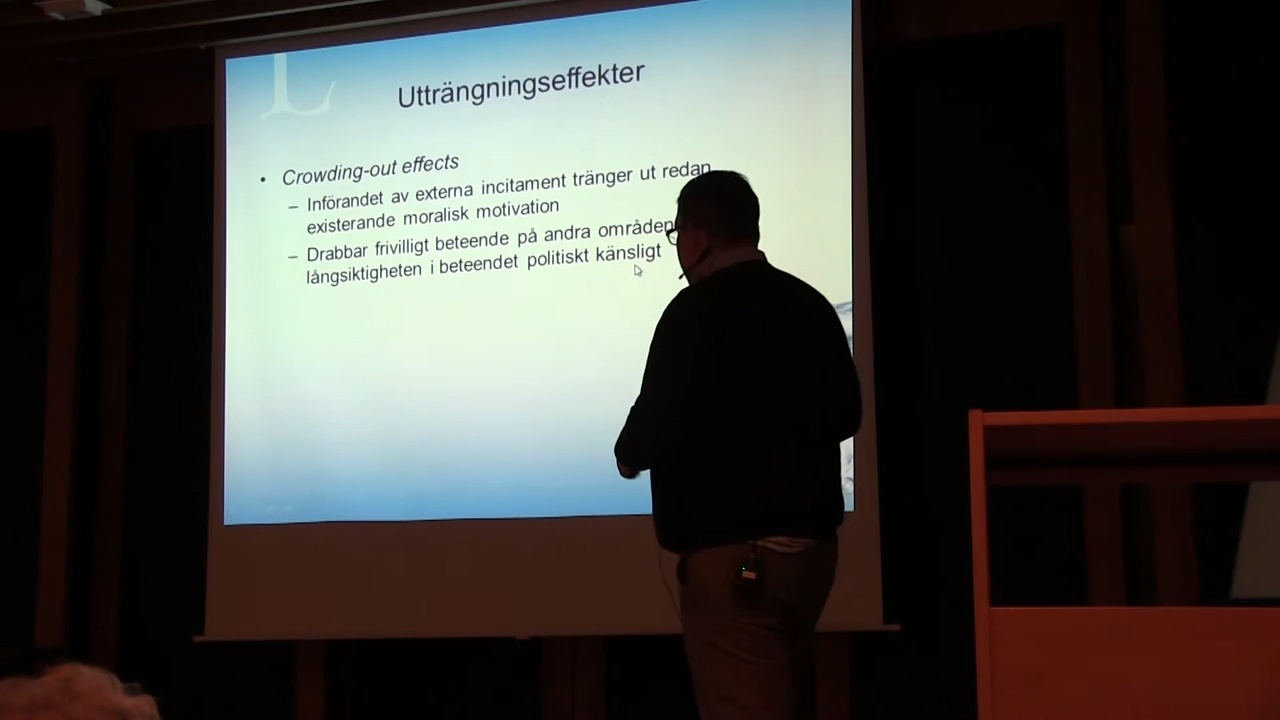 L
Utträngningseffekter
• Crowding-out effects
– Införandet av externa incitament tränger ut redan
existerande moralisk motivation
– Drabbar frivilligt beteende på andra områden
långsiktigheten i beteendet politiskt känsligt